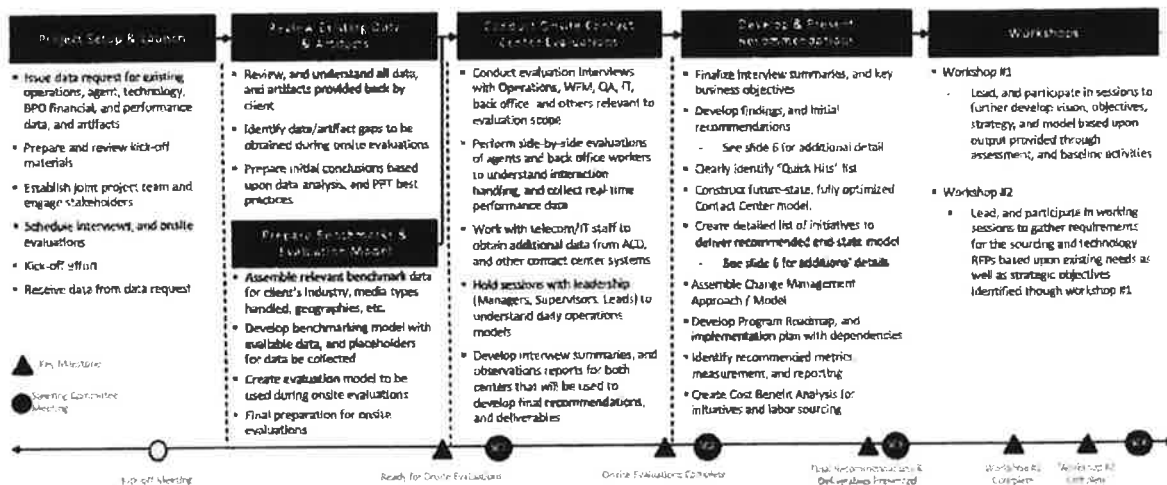 Project Setup & Launch
• Issue data request for existing
operations, agent, technology,
BPO financial, and performance
data, and artifacts
• Prepare and review kick-off
materials
• Establish joint project team and
engage stakeholders
• Schedule interviews, and onsite
evaluations
• Kick-off effort
• Receive data from data request
Key Milestone
Steering Committee
Meeting
Review Existing Data
& Artifacts
• Review, and understand all data,
and artifacts provided back by
client
• Identify data/artifact gaps to be
obtained during onsite evaluations
• Prepare initial conclusions based
upon data analysis, and PPT best
practices
Prepare Benchmarks &
Evaluation Model
• Assemble relevant benchmark data
for client's industry, media types
handled, geographies, etc.
• Develop benchmarking model with
available data, and placeholders
for data be collected
• Create evaluation model to be
used during onsite evaluations
• Final preparation for onsite
evaluations
Conduct Onsite Contact
Center Evaluations
• Conduct evaluation interviews
with Operations, WFM, QA, IT,
back office and others relevant to
evaluation scope
• Perform side-by-side evaluations
of agents and back office workers
to understand interaction
handling, and collect real-time
performance data
• Work with telecom/IT staff to
obtain additional data from ACD,
and other contact center systems
• Hold sessions with leadership
(Managers, Supervisors, Leads) to
understand daily operations
models
• Develop interview summaries, and
observations reports for both
centers that will be used to
develop final recommendations,
and deliverables
Develop & Present
Recommendations
• Finalize interview summaries, and key
business objectives
• Develop findings, and initial
recommendations
- See slide 6 for additional detail
• Clearly identify "Quick Hits" list
• Construct future-state, fully optimized
Contact Center model.
• Create detailed list of initiatives to
deliver recommended end-state model
- See slide 6 for additional details
• Assemble Change Management
Approach / Model
• Develop Program Roadmap, and
implementation plan with dependencies
• Identify recommended metrics
measurement, and reporting
• Create Cost Benefit Analysis for
initiatives and labor sourcing
Workshops
• Workshop #1
- Lead, and participate in sessions to
further develop vision, objectives,
strategy, and model based upon
output provided through
assessment, and baseline activities
• Workshop #2
• Lead, and participate in working
sessions to gather requirements
for the sourcing and technology
RFPs based upon existing needs as
well as strategic objectives
identified though workshop #1
Kick-off Meeting
Ready for Onsite Evaluations
Onsite Evaluations Complete
Final Recommendations &
Deliverables Presented
Workshop
Complete
Workshop #2
Complete